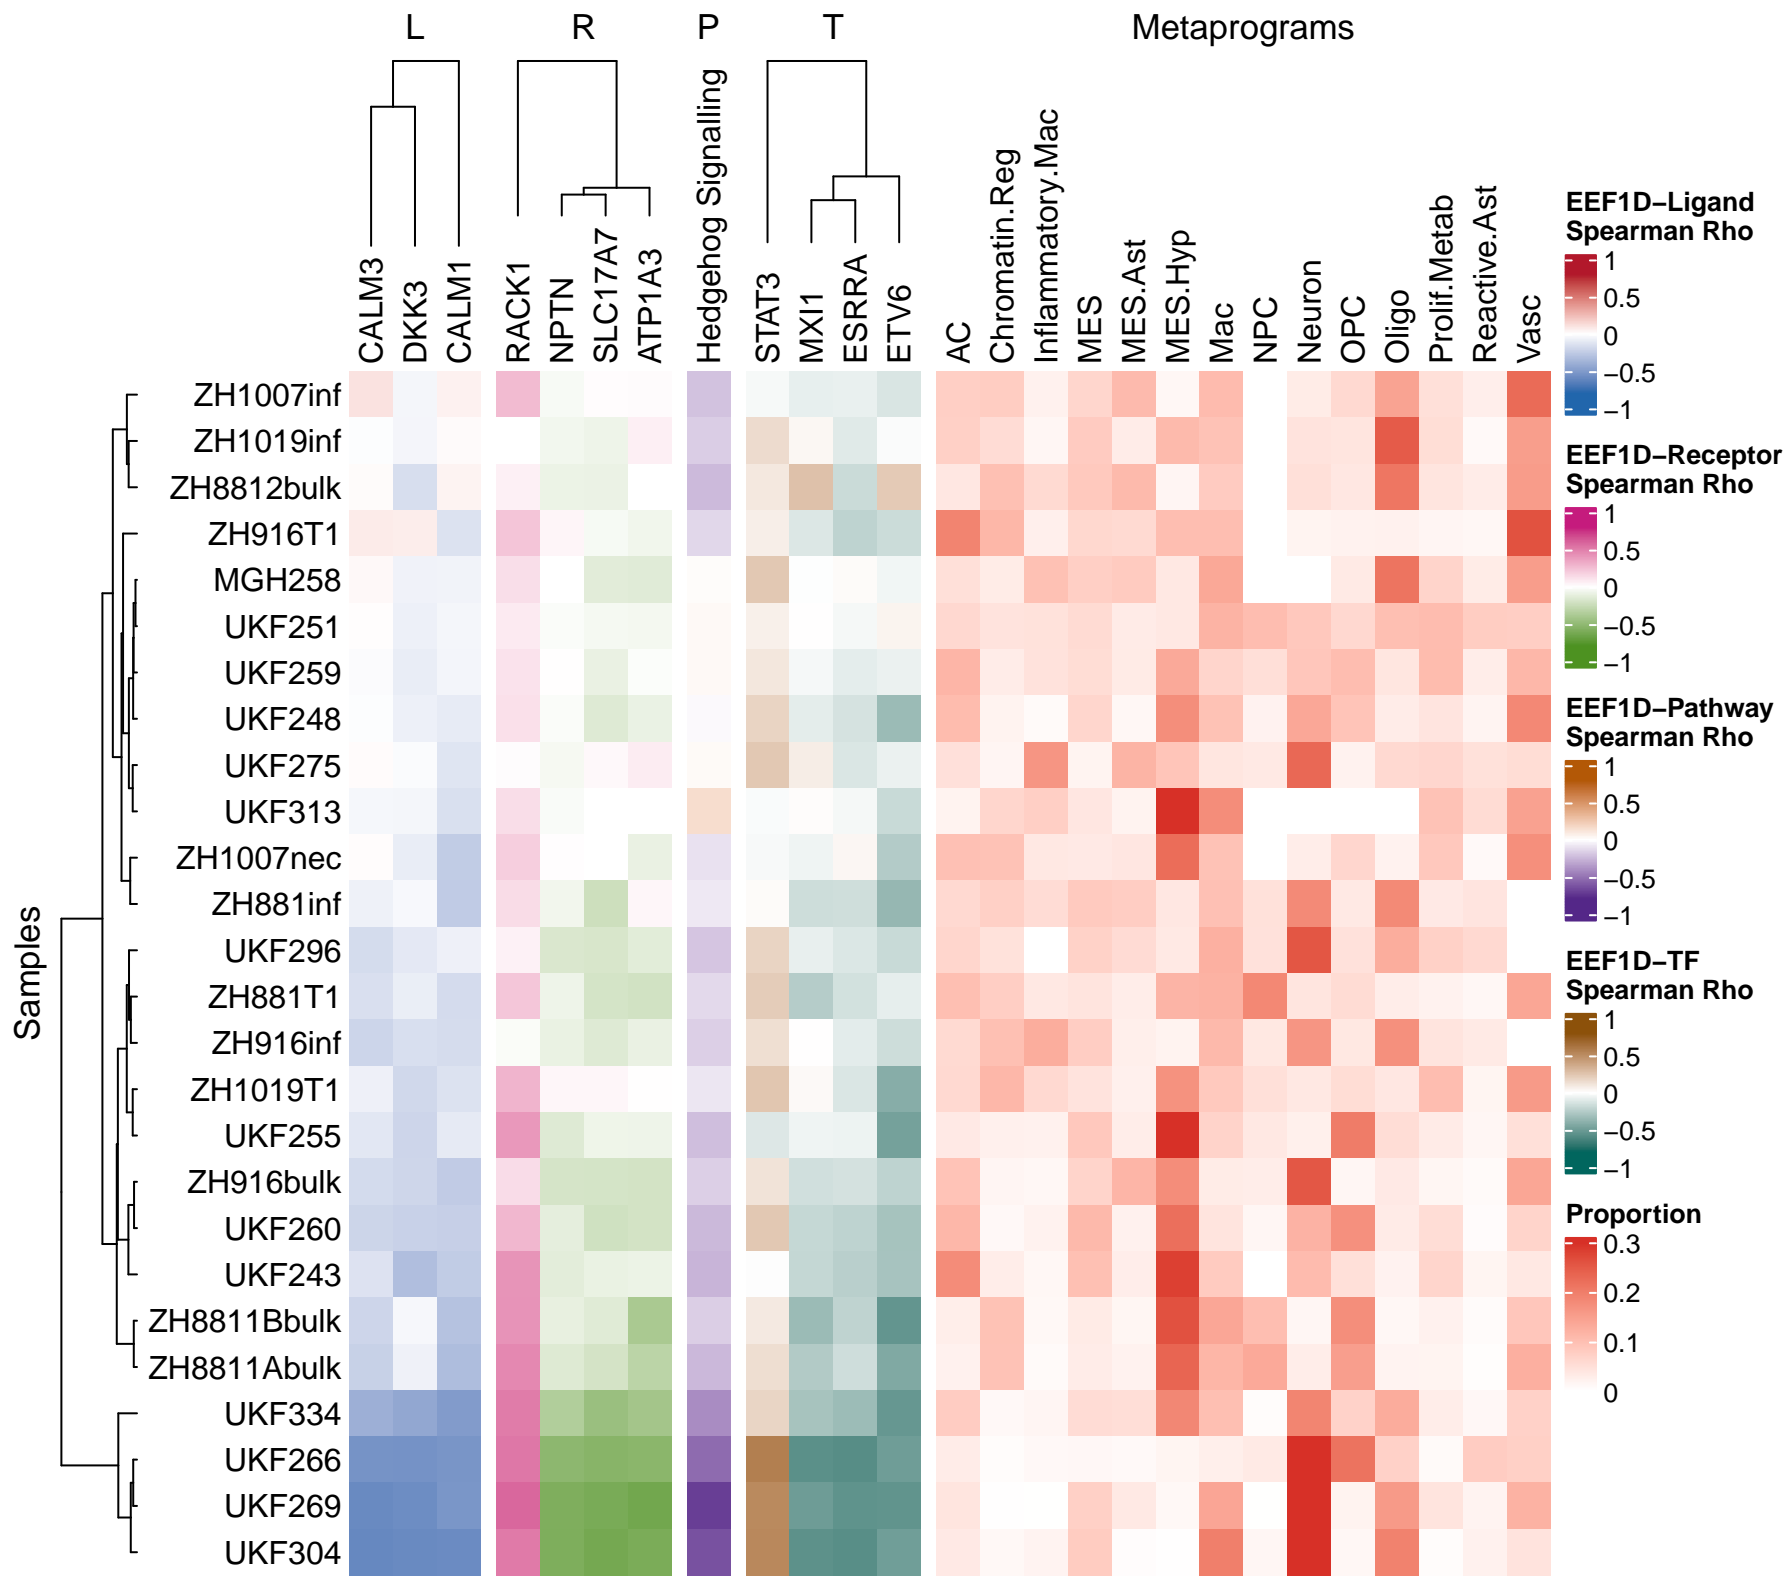 L R P T Metaprograms
CALM3 DKK3 CALM1 RACK1 NPTN SLC17A7 ATP1A3 Hedgehog Signalling STAT3 MXI1 ESRRA ETV6 AC Chromatin.Reg Inflammatory.Mac MES MES.Ast MES.Hyp Mac NPC Neuron OPC Oligo Prolif.Metab Reactive.Ast Vasc
Samples
ZH1007inf
ZH1019inf
ZH8812bulk
ZH916T1
MGH258
UKF251
UKF259
UKF248
UKF275
UKF313
ZH1007nec
ZH881inf
UKF296
ZH881T1
ZH916inf
ZH1019T1
UKF255
ZH916bulk
UKF260
UKF243
ZH8811Bbulk
ZH8811Abulk
UKF334
UKF266
UKF269
UKF304
EEF1D−Ligand
Spearman Rho
1
0.5
0
−0.5
−1
EEF1D−Receptor
Spearman Rho
1
0.5
0
−0.5
−1
EEF1D−Pathway
Spearman Rho
1
0.5
0
−0.5
−1
EEF1D−TF
Spearman Rho
1
0.5
0
−0.5
−1
Proportion
0.3
0.2
0.1
0